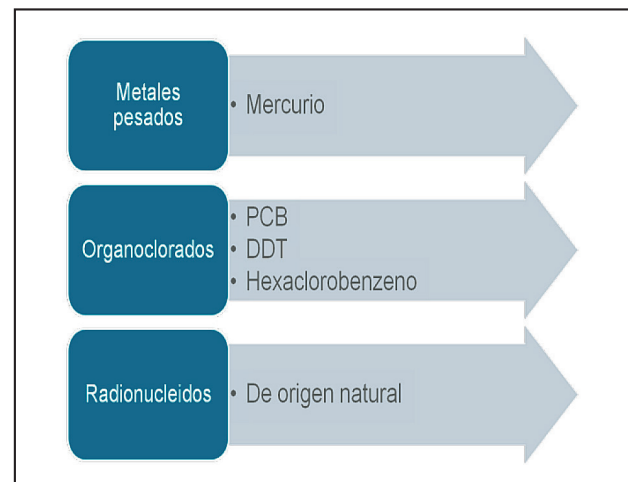 Metales
pesados
• Mercurio
Organoclorados
• PCB
• DDT
• Hexaclorobenzeno
Radionucleidos
• De origen natural